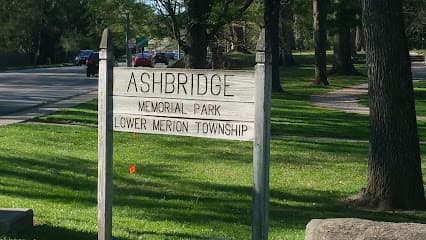 ASHBRIDGE
MEMORIAL PARK
LOWER MERION TOWNSHIP